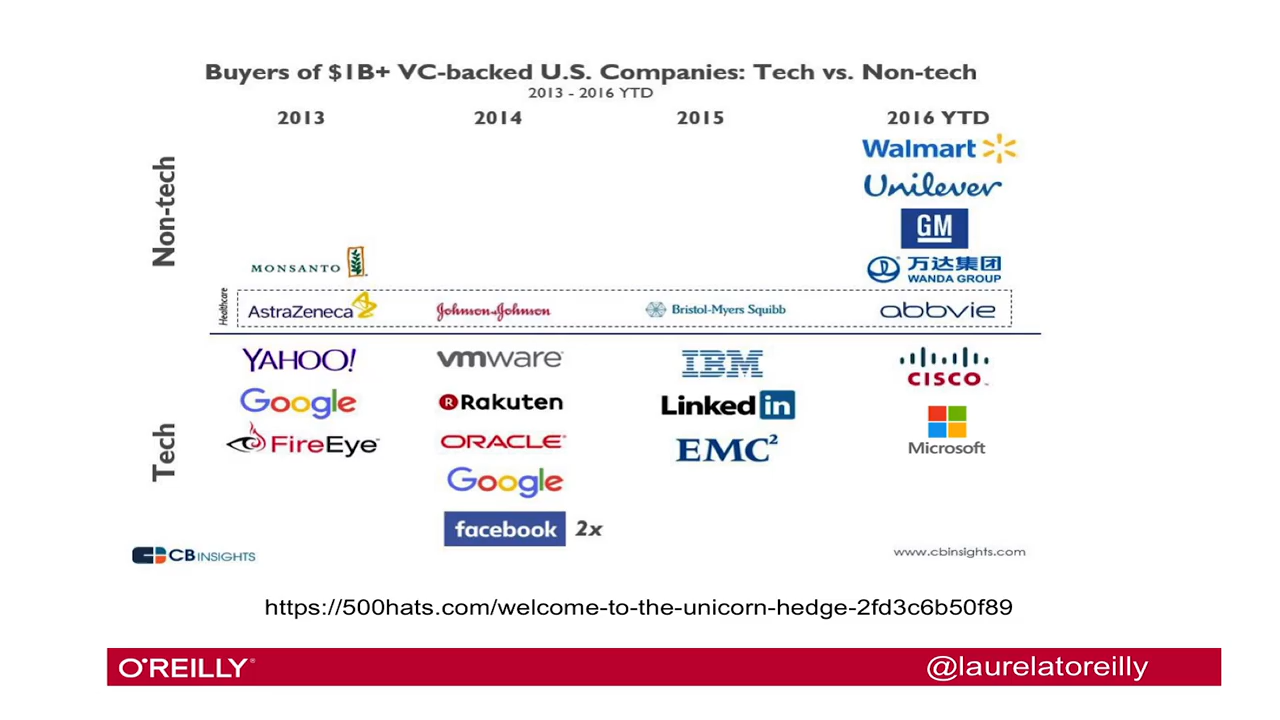 Buyers of $1B+ VC-backed U.S. Companies: Tech vs. Non-tech
2013 - 2016 YTD
2013 2014 2015 2016 YTD
Non-tech
Walmart
Unilever
GM
MONSANTO
万达集团
WANDA GROUP
Healthcare
AstraZeneca Johnson&Johnson Bristol-Myers Squibb abbvie
Tech
YAHOO! vmware IBM CISCO
Google Rakuten LinkedIn Microsoft
FireEye ORACLE EMC²
Google
facebook 2x
CBINSIGHTS
www.cbinsights.com
https://500hats.com/welcome-to-the-unicorn-hedge-2fd3c6b50f89
O'REILLY® @laurelatoreilly